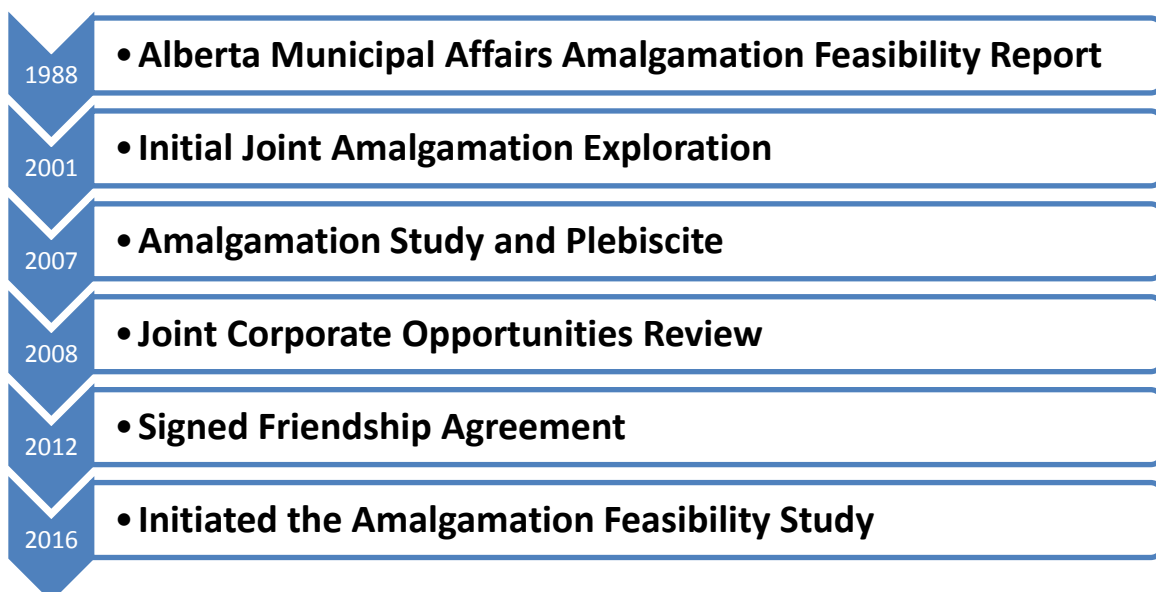 1988
• Alberta Municipal Affairs Amalgamation Feasibility Report
2001
• Initial Joint Amalgamation Exploration
2007
• Amalgamation Study and Plebiscite
2008
• Joint Corporate Opportunities Review
2012
• Signed Friendship Agreement
2016
• Initiated the Amalgamation Feasibility Study